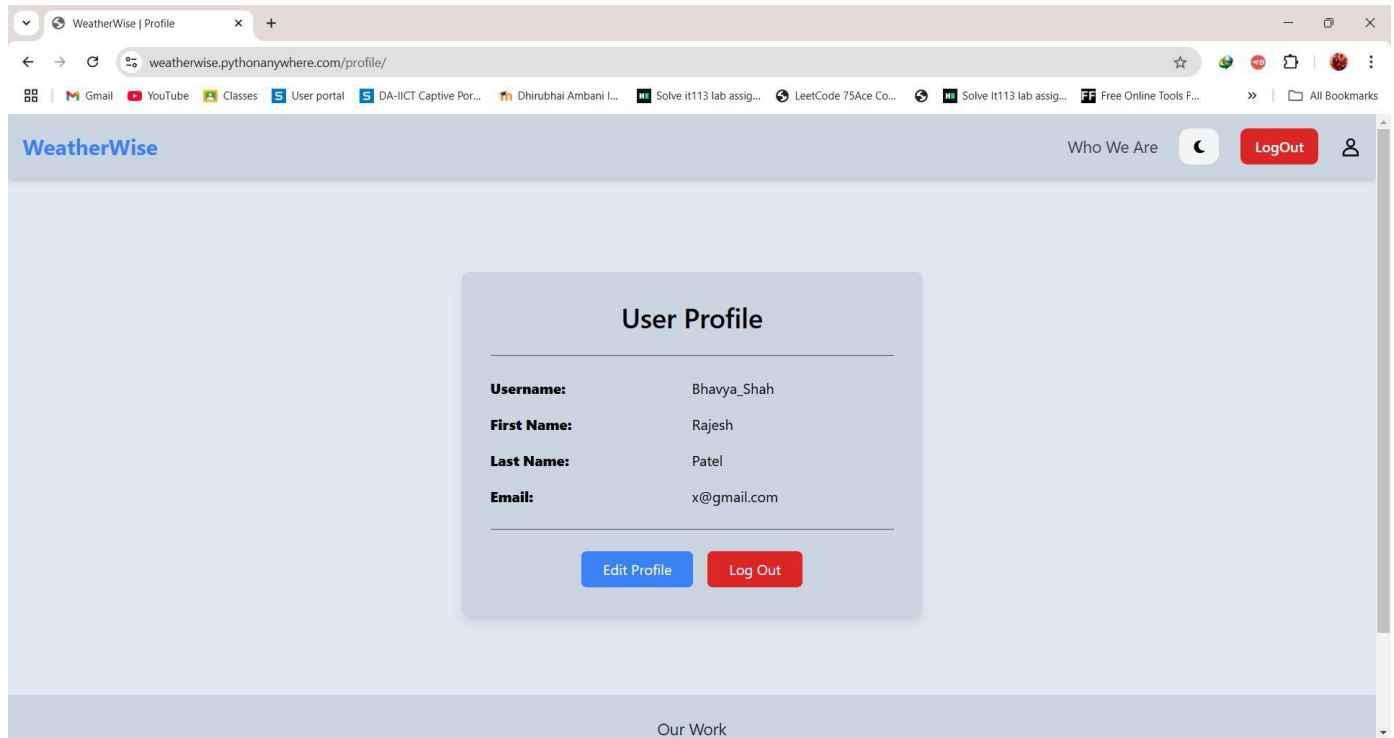 WeatherWise | Profile
weatherwise.pythonanywhere.com/profile/
Gmail YouTube Classes User portal DA-IICT Captive Por... Dhirubhai Ambani I... Solve it113 lab assig... LeetCode 75Ace Co... Solve It113 lab assig... FF Free Online Tools F... » All Bookmarks
WeatherWise Who We Are LogOut
User Profile
Username: Bhavya_Shah
First Name: Rajesh
Last Name: Patel
Email: x@gmail.com
Edit Profile Log Out
Our Work